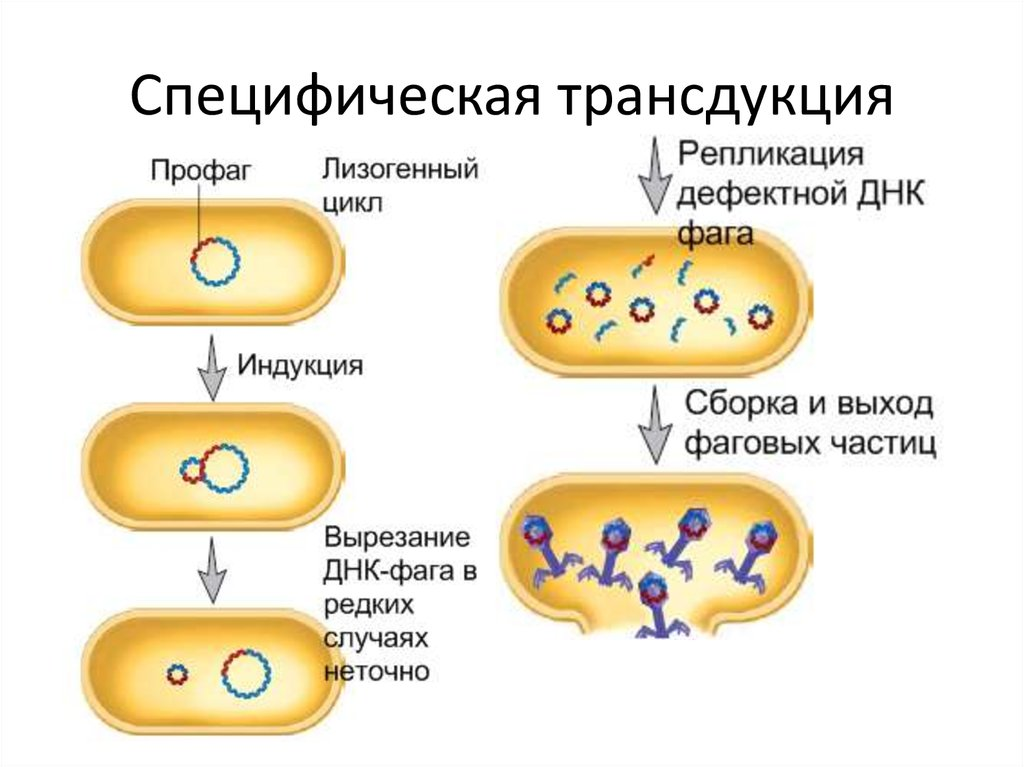 Специфическая трансдукция
Профаг
Лизогенный
цикл
Индукция
Вырезание
ДНК-фага в
редких
случаях
неточно
Репликация
дефектной ДНК
фага
Сборка и выход
фаговых частиц